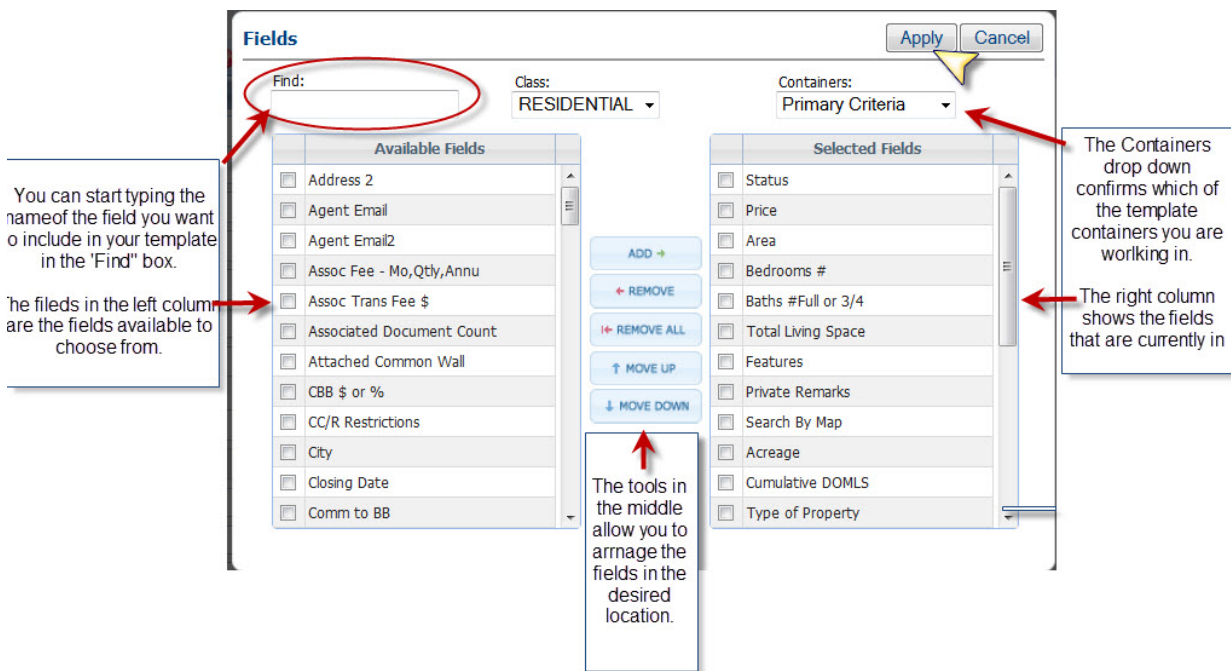 Fields
Apply
Cancel
Find:
Class:
RESIDENTIAL
Containers:
Primary Criteria
Available Fields
Address 2
Agent Email
Agent Email2
Assoc Fee - Mo,Qtly,Annu
Assoc Trans Fee $
Associated Document Count
Attached Common Wall
CBB $ or %
CC/R Restrictions
City
Closing Date
Comm to BB
ADD
REMOVE
REMOVE ALL
MOVE UP
MOVE DOWN
Selected Fields
Status
Price
Area
Bedrooms #
Baths #Full or 3/4
Total Living Space
Features
Private Remarks
Search By Map
Acreage
Cumulative DOMLS
Type of Property
You can start typing the
nameof the field you want
o include in your template
in the 'Find" box.
he fileds in the left column
are the fields available to
choose from.
The tools in
the middle
allow you to
arrnage the
fields in the
desired
location.
The Containers
drop down
confirms which of
the template
containers you are
worlking in.
The right column
shows the fields
that are currently in